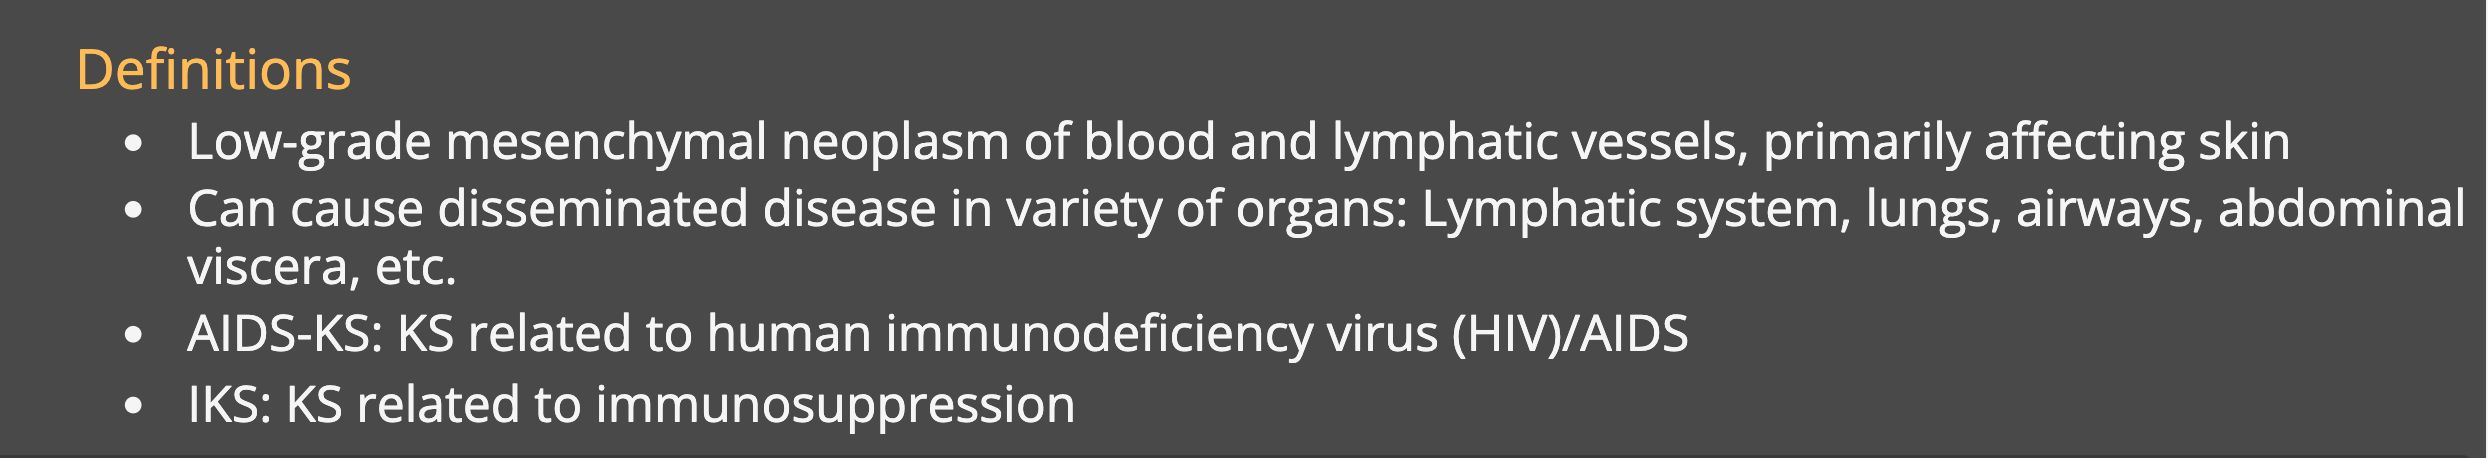 Definitions
• Low-grade mesenchymal neoplasm of blood and lymphatic vessels, primarily affecting skin
• Can cause disseminated disease in variety of organs: Lymphatic system, lungs, airways, abdominal
viscera, etc.
• AIDS-KS: KS related to human immunodeficiency virus (HIV)/AIDS
• IKS: KS related to immunosuppression